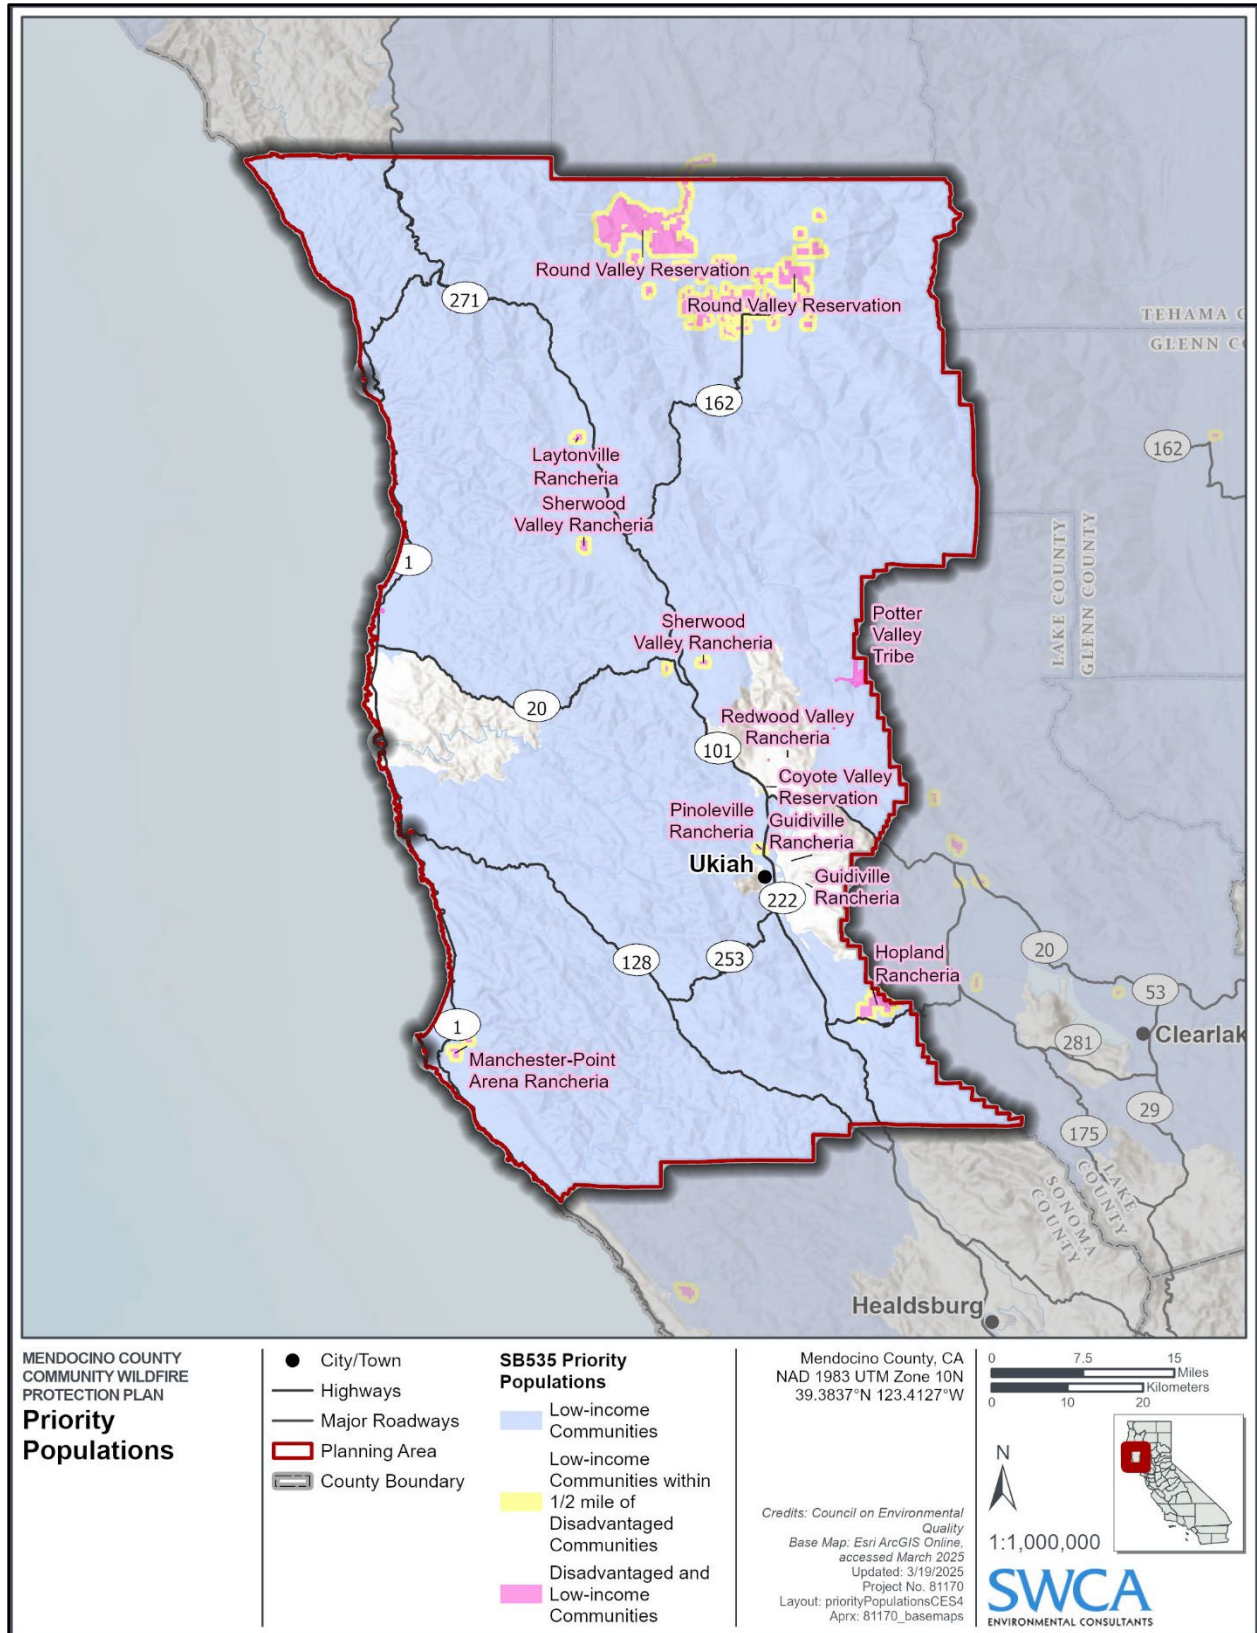 Round Valley Reservation
Round Valley Reservation
271
TEHAMA C
GLENN C
162
162
Laytonville
Rancheria
Sherwood
Valley Rancheria
1
LAKE COUNTY
GLENN COUNTY
Potter
Valley
Tribe
Sherwood
Valley Rancheria
20
Redwood Valley
Rancheria
101
Coyote Valley
Reservation
Pinoleville
Rancheria
Guidiville
Rancheria
Ukiah
Guidiville
Rancheria
222
Hopland
Rancheria
128
253
20
53
Clearlak
281
1
Manchester-Point
Arena Rancheria
29
175
LAKE
COUNTY
SONOMA
COUNTY
Healdsburg
MENDOCINO COUNTY
COMMUNITY WILDFIRE
PROTECTION PLAN
Priority
Populations
City/Town
Highways
Major Roadways
Planning Area
County Boundary
SB535 Priority
Populations
Low-income
Communities
Low-income
Communities within
1/2 mile of
Disadvantaged
Communities
Disadvantaged and
Low-income
Communities
Mendocino County, CA
NAD 1983 UTM Zone 10N
39.3837°N 123.4127°W
Credits: Council on Environmental
Quality
Base Map: Esri ArcGIS Online,
accessed March 2025
Updated: 3/19/2025
Project No. 81170
Layout: priorityPopulationsCES4
Aprx: 81170_basemaps
0 7.5 15
Miles
Kilometers
0 10 20
N
1:1,000,000
SWCA
ENVIRONMENTAL CONSULTANTS